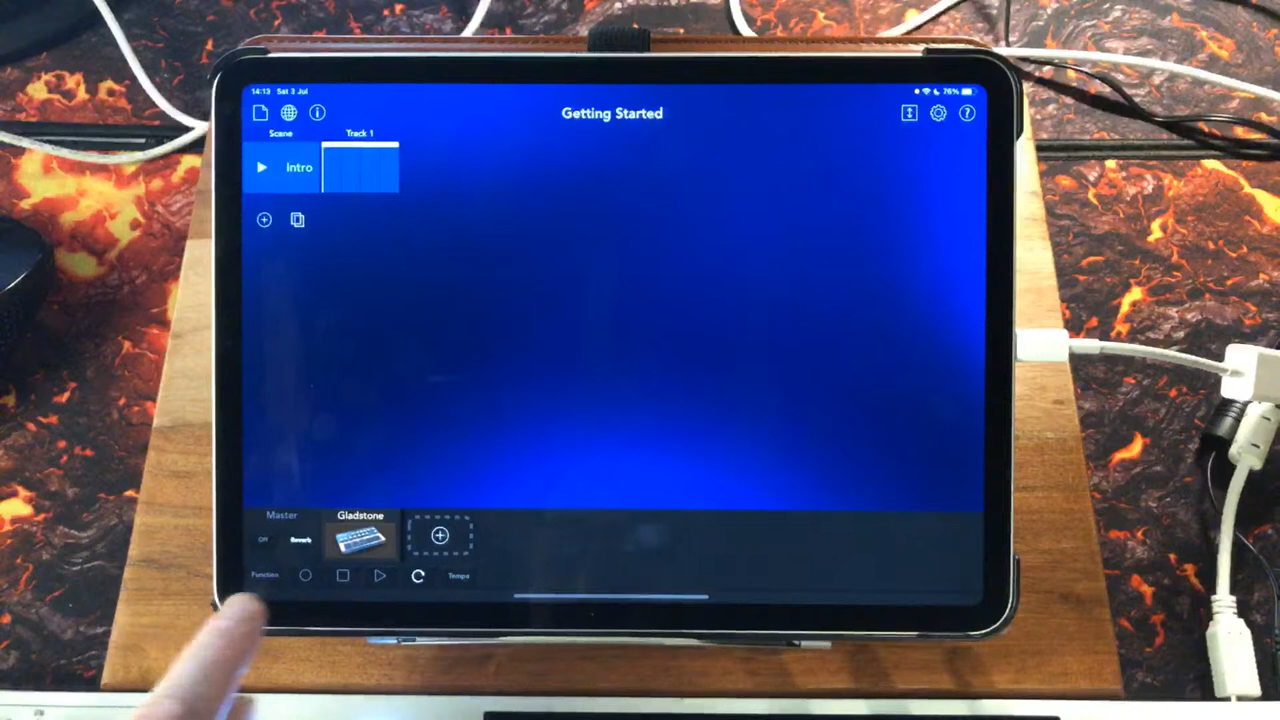 14:13 Sat 3 Jul
76%
Getting Started
Scene
Track 1
Intro
Master
Gladstone
Off
Reverb
Function
Tempo